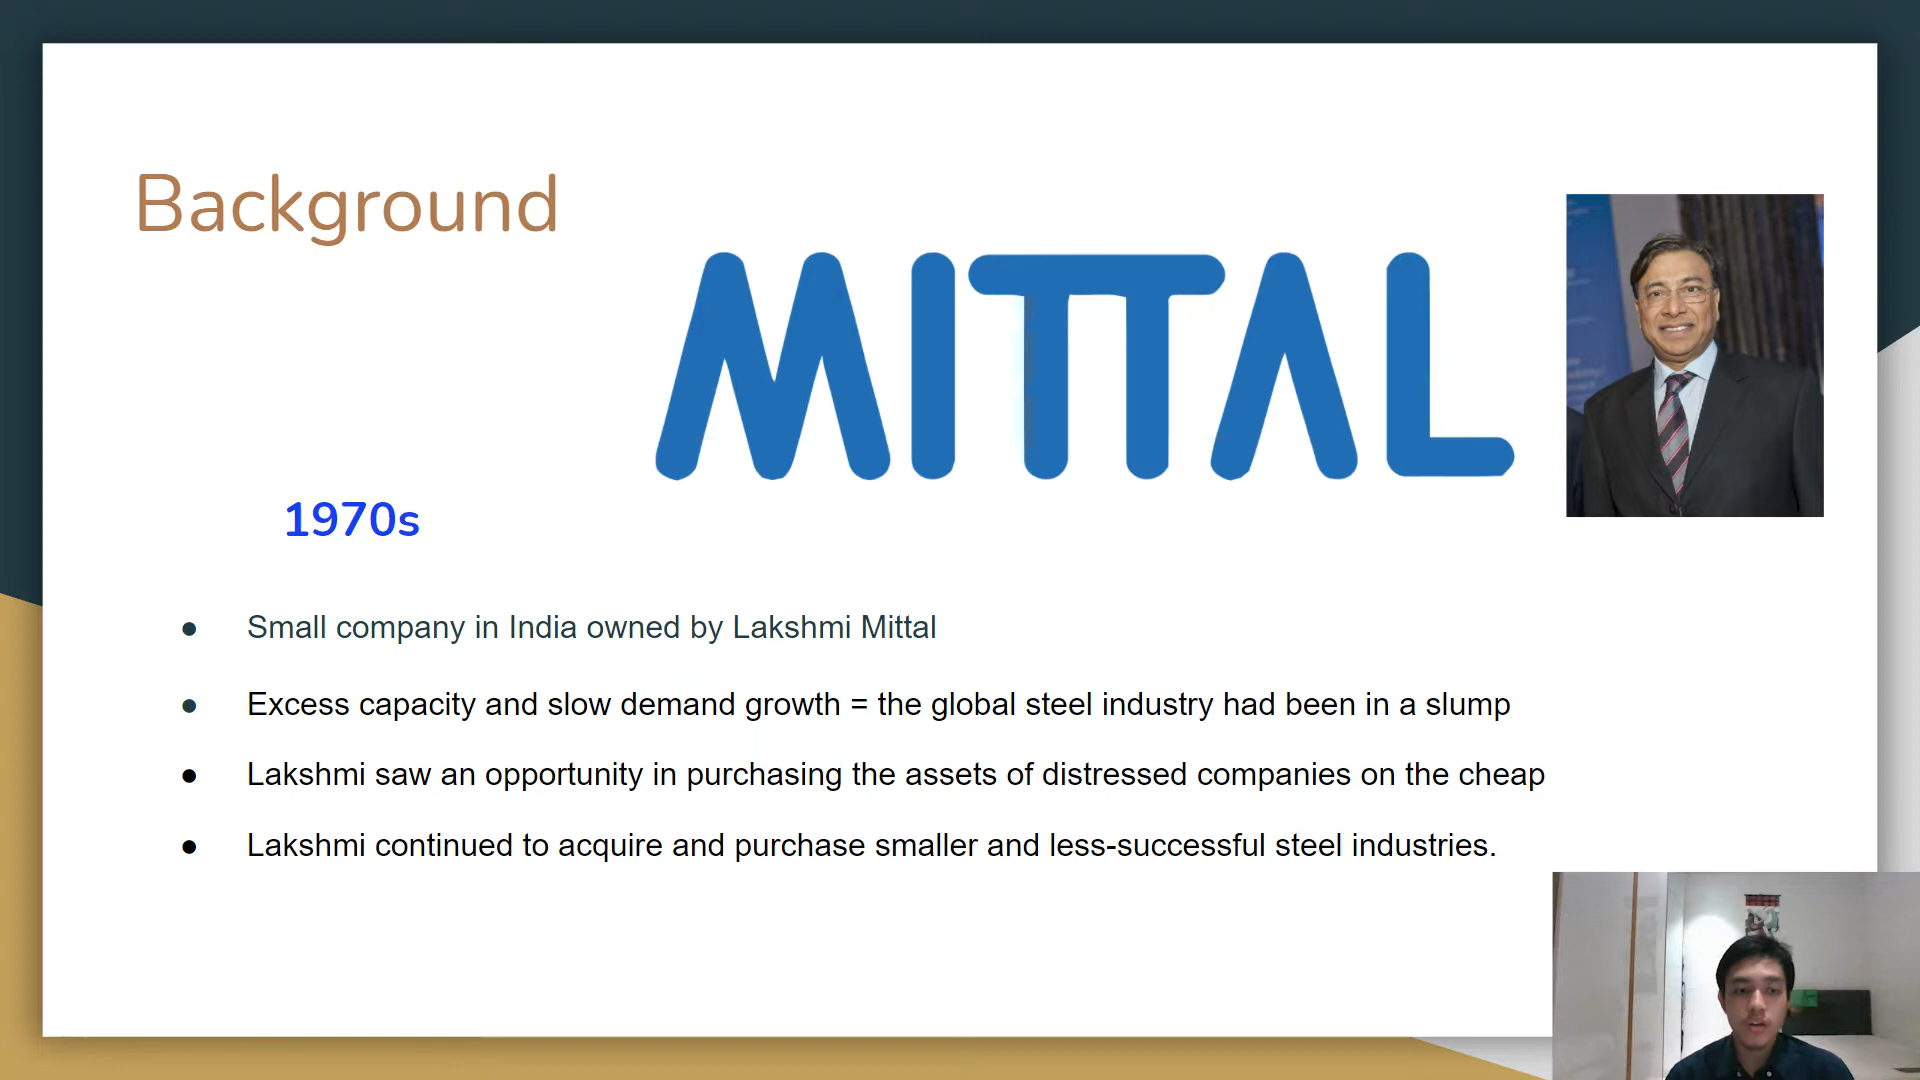 Background
MITTAL
1970s
● Small company in India owned by Lakshmi Mittal
● Excess capacity and slow demand growth = the global steel industry had been in a slump
● Lakshmi saw an opportunity in purchasing the assets of distressed companies on the cheap
● Lakshmi continued to acquire and purchase smaller and less-successful steel industries.